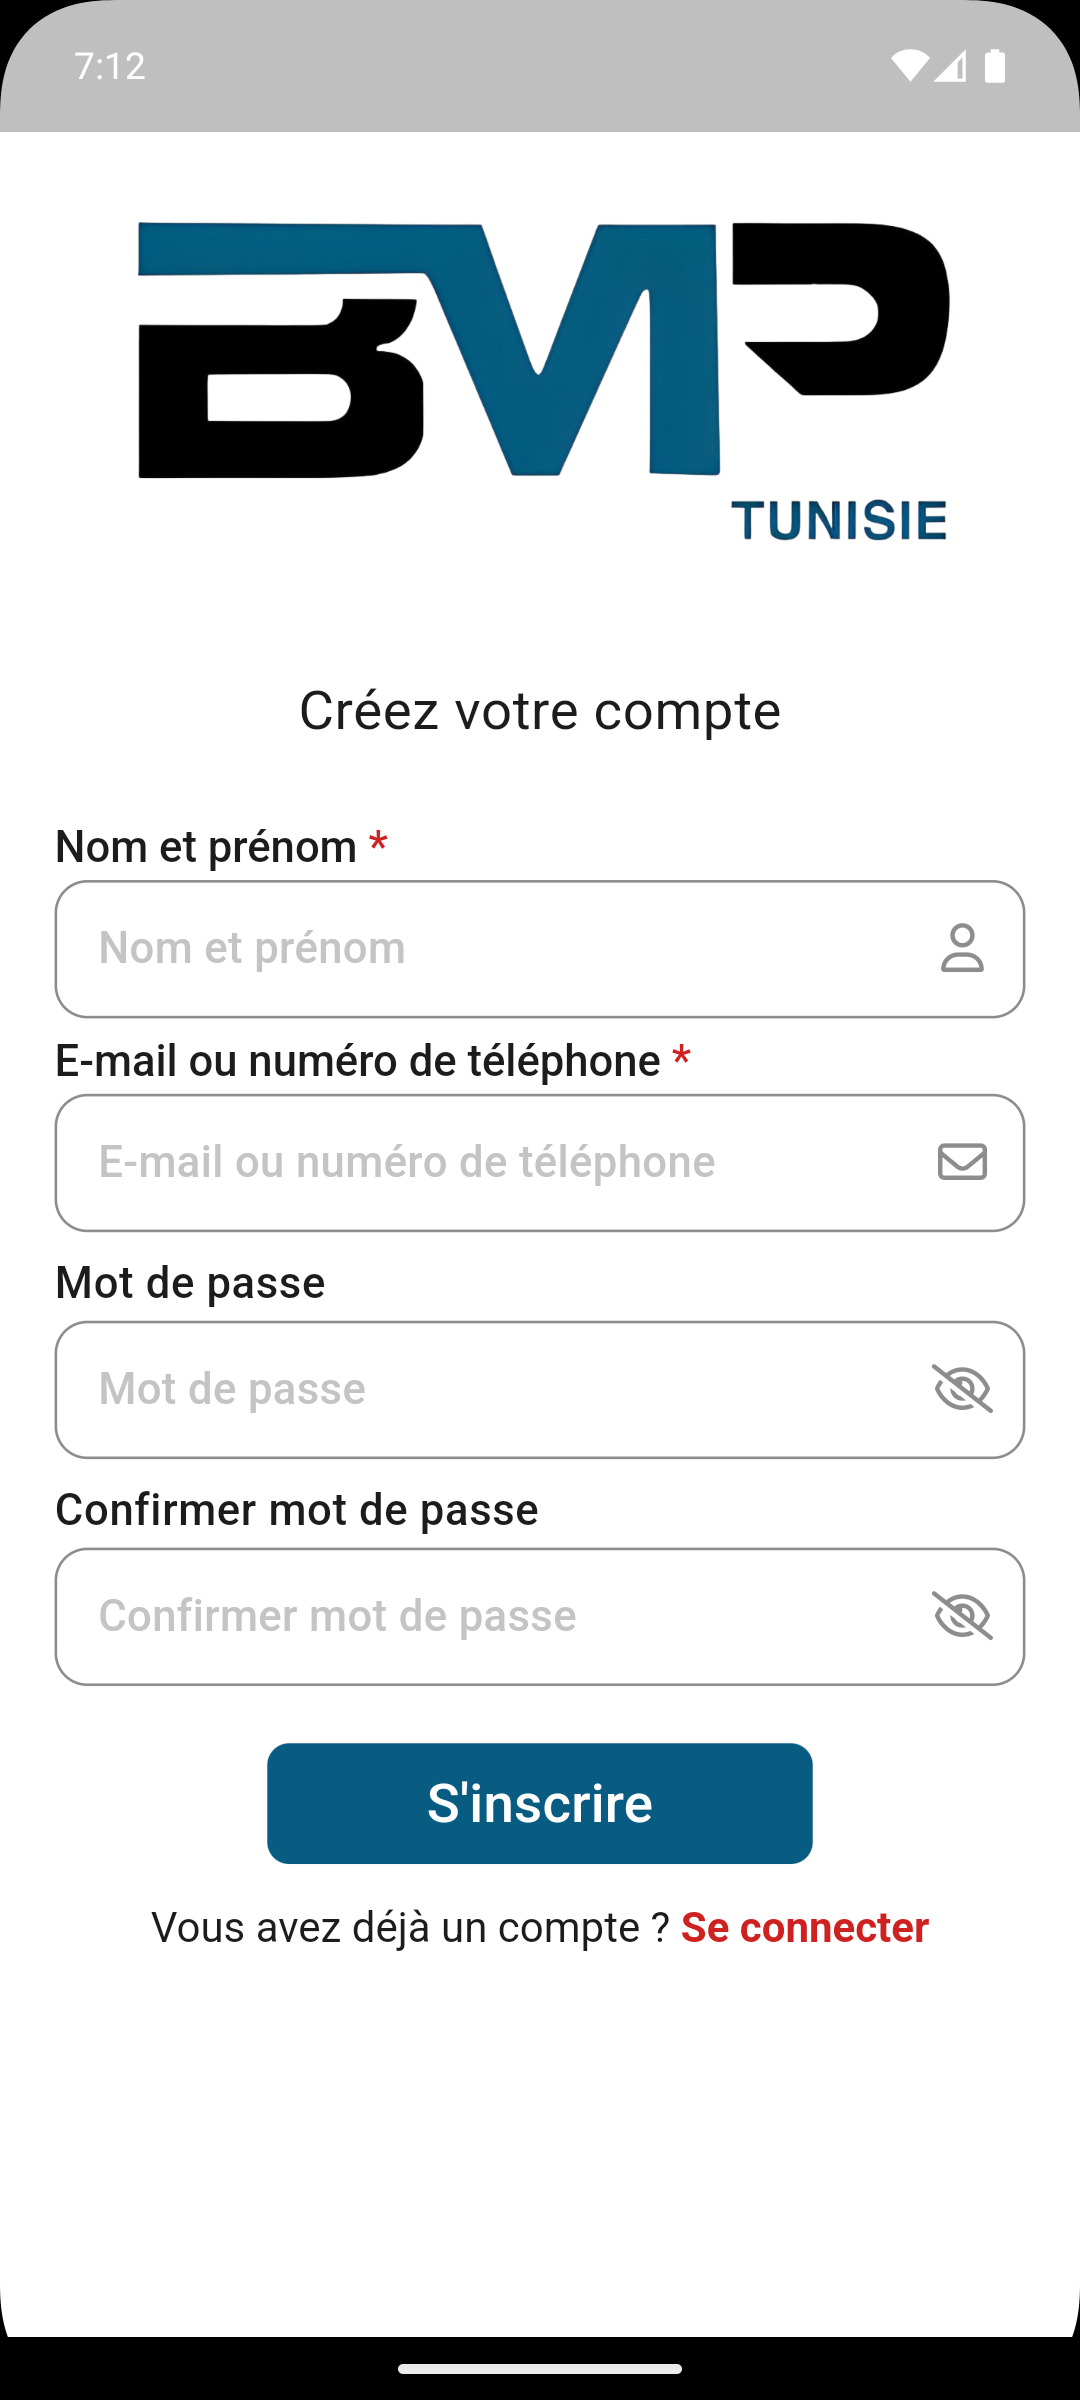 7:12
BMP
TUNISIE
Créez votre compte
Nom et prénom *
Nom et prénom
E-mail ou numéro de téléphone *
E-mail ou numéro de téléphone
Mot de passe
Mot de passe
Confirmer mot de passe
Confirmer mot de passe
S'inscrire
Vous avez déjà un compte ? Se connecter